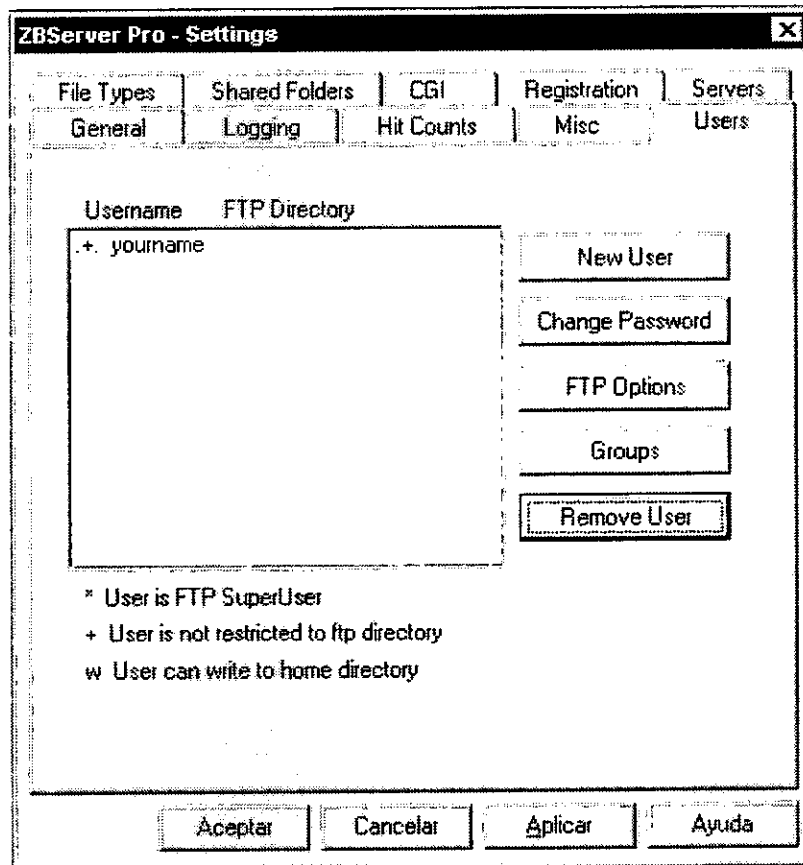 ZBServer Pro - Settings
File Types Shared Folders CGI Registration Servers
General Logging Hit Counts Misc Users
Username FTP Directory
.+. yourname
New User
Change Password
FTP Options
Groups
Remove User
* User is FTP SuperUser
+ User is not restricted to ftp directory
w User can write to home directory
Aceptar Cancelar Aplicar Ayuda